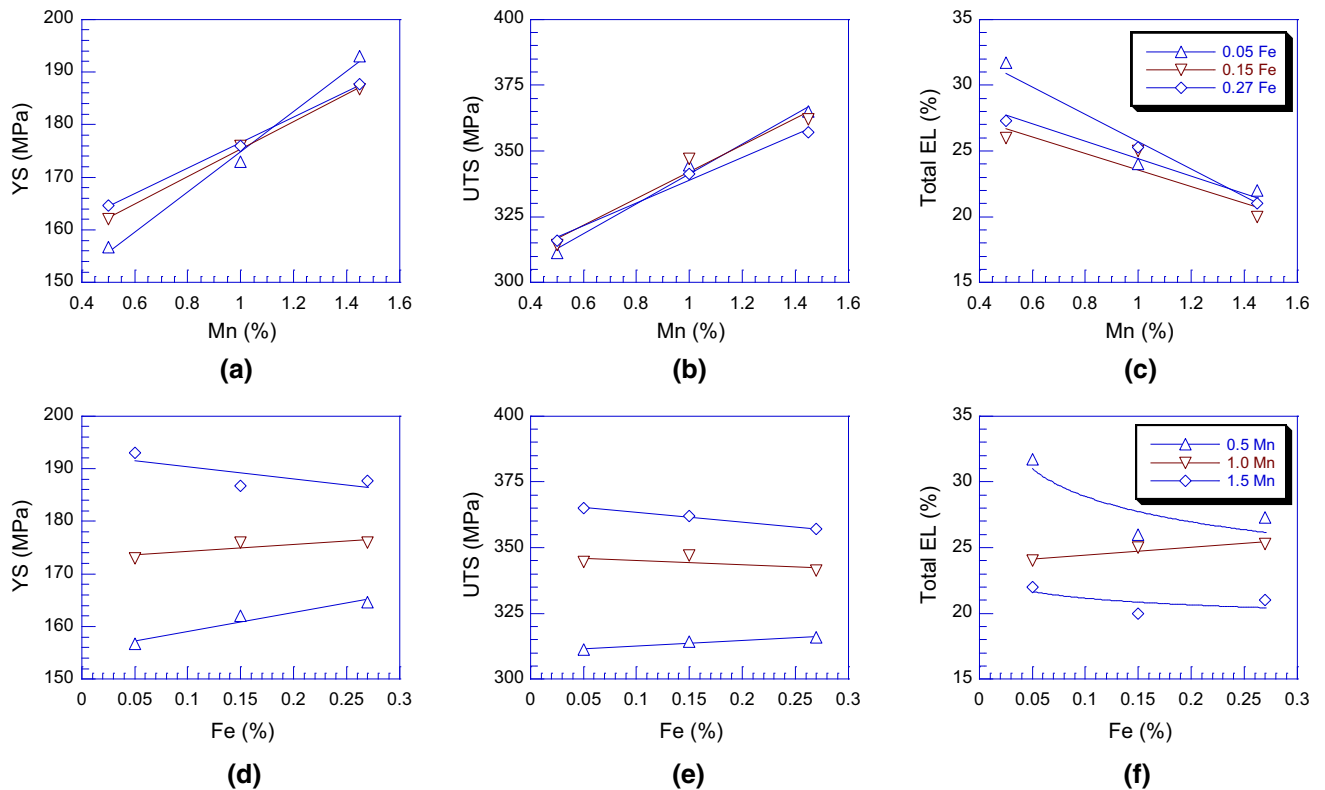 200
190
180
170
160
150
YS (MPa)
0.4 0.6 0.8 1 1.2 1.4 1.6
Mn (%)
(a)
400
375
350
325
300
UTS (MPa)
0.4 0.6 0.8 1 1.2 1.4 1.6
Mn (%)
(b)
35
30
25
20
15
Total EL (%)
0.05 Fe
0.15 Fe
0.27 Fe
0.4 0.6 0.8 1 1.2 1.4 1.6
Mn (%)
(c)
200
190
180
170
160
150
YS (MPa)
0 0.05 0.1 0.15 0.2 0.25 0.3
Fe (%)
(d)
400
375
350
325
300
UTS (MPa)
0 0.05 0.1 0.15 0.2 0.25 0.3
Fe (%)
(e)
35
30
25
20
15
Total EL (%)
0.5 Mn
1.0 Mn
1.5 Mn
0 0.05 0.1 0.15 0.2 0.25 0.3
Fe (%)
(f)